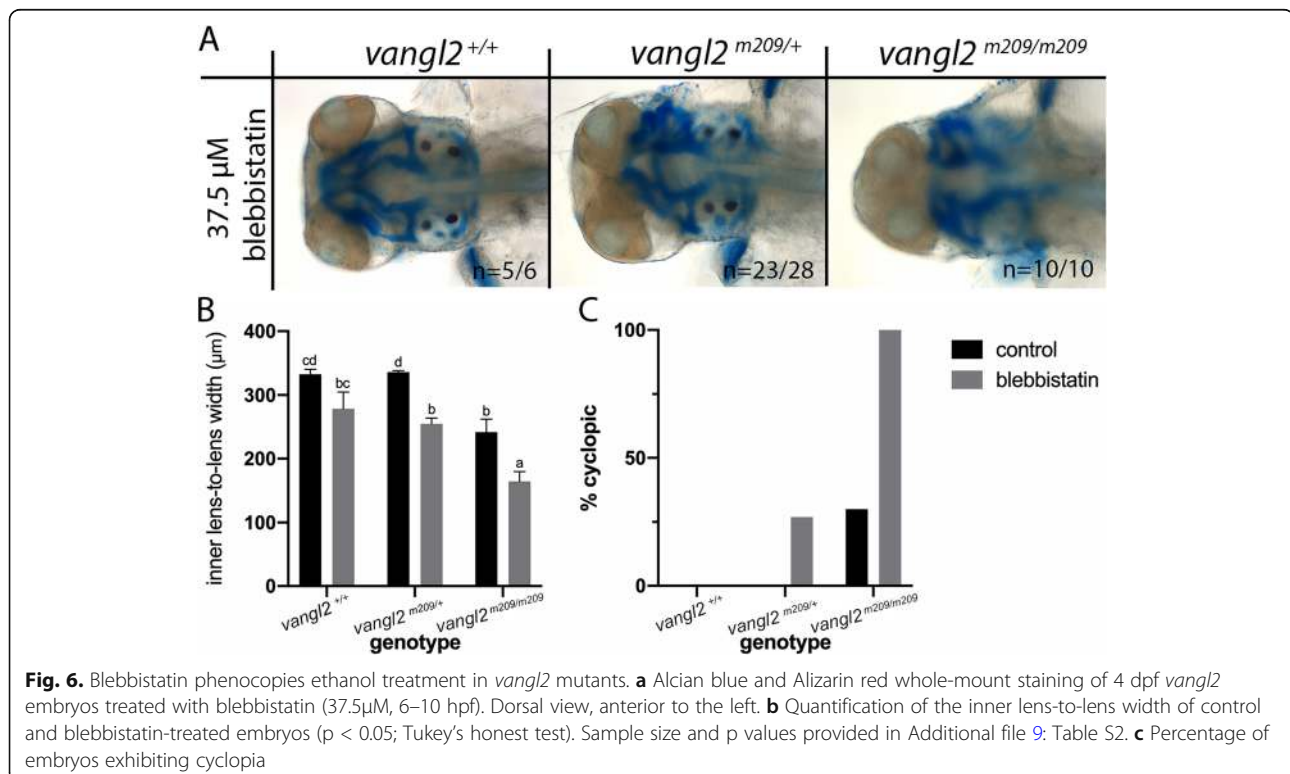 A
vangl2 +/+
vangl2 m209/+
vangl2 m209/m209
37.5 µM
blebbistatin
n=5/6
n=23/28
n=10/10
B
inner lens-to-lens width (µm)
400
300
200
100
0
cd
bc
d
b
b
a
vangl2 +/+
vangl2 m209/+
vangl2 m209/m209
genotype
C
% cyclopic
100
50
0
vangl2 +/+
vangl2 m209/+
vangl2 m209/m209
genotype
control
blebbistatin
Fig. 6. Blebbistatin phenocopies ethanol treatment in vangl2 mutants. a Alcian blue and Alizarin red whole-mount staining of 4 dpf vangl2
embryos treated with blebbistatin (37.5µM, 6–10 hpf). Dorsal view, anterior to the left. b Quantification of the inner lens-to-lens width of control
and blebbistatin-treated embryos (p < 0.05; Tukey's honest test). Sample size and p values provided in Additional file 9: Table S2. c Percentage of
embryos exhibiting cyclopia